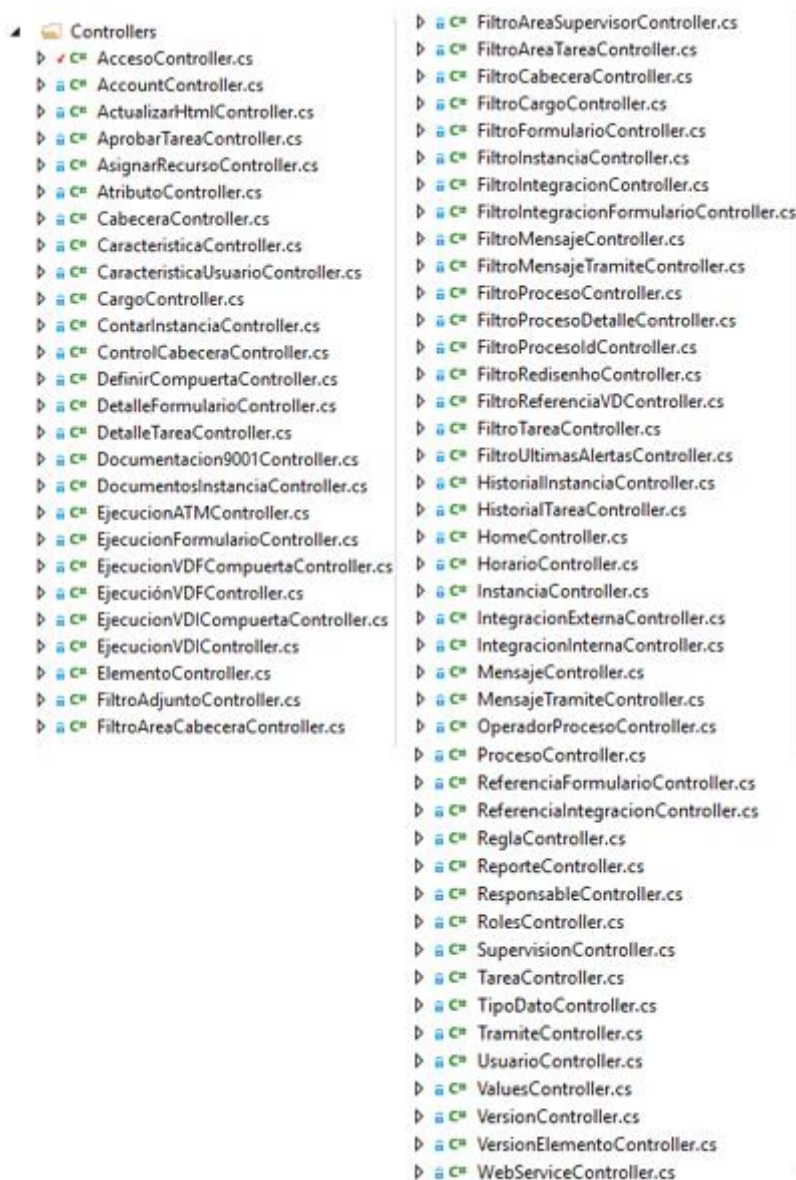 Controllers
C# AccesoController.cs
C# AccountController.cs
C# ActualizarHtmlController.cs
C# AprobarTareaController.cs
C# AsignarRecursoController.cs
C# AtributoController.cs
C# CabeceraController.cs
C# CaracteristicaController.cs
C# CaracteristicaUsuarioController.cs
C# CargoController.cs
C# ContarInstanciaController.cs
C# ControlCabeceraController.cs
C# DefinirCompuertaController.cs
C# DetalleFormularioController.cs
C# DetalleTareaController.cs
C# Documentacion9001Controller.cs
C# DocumentosInstanciaController.cs
C# EjecucionATMController.cs
C# EjecucionFormularioController.cs
C# EjecucionVDFCompuertaController.cs
C# EjecuciónVDFController.cs
C# EjecucionVDICompuertaController.cs
C# EjecucionVDIController.cs
C# ElementoController.cs
C# FiltroAdjuntoController.cs
C# FiltroAreaCabeceraController.cs
C# FiltroAreaSupervisorController.cs
C# FiltroAreaTareaController.cs
C# FiltroCabeceraController.cs
C# FiltroCargoController.cs
C# FiltroFormularioController.cs
C# FiltroInstanciaController.cs
C# FiltroIntegracionController.cs
C# FiltroIntegracionFormularioController.cs
C# FiltroMensajeController.cs
C# FiltroMensajeTramiteController.cs
C# FiltroProcesoController.cs
C# FiltroProcesoDetalleController.cs
C# FiltroProcesoIdController.cs
C# FiltroRedisenhoController.cs
C# FiltroReferenciaVDController.cs
C# FiltroTareaController.cs
C# FiltroUltimasAlertasController.cs
C# HistorialInstanciaController.cs
C# HistorialTareaController.cs
C# HomeController.cs
C# HorarioController.cs
C# InstanciaController.cs
C# IntegracionExternaController.cs
C# IntegracionInternaController.cs
C# MensajeController.cs
C# MensajeTramiteController.cs
C# OperadorProcesoController.cs
C# ProcesoController.cs
C# ReferenciaFormularioController.cs
C# ReferenciaIntegracionController.cs
C# ReglaController.cs
C# ReporteController.cs
C# ResponsableController.cs
C# RolesController.cs
C# SupervisionController.cs
C# TareaController.cs
C# TipoDatoController.cs
C# TramiteController.cs
C# UsuarioController.cs
C# ValuesController.cs
C# VersionController.cs
C# VersionElementoController.cs
C# WebServiceController.cs